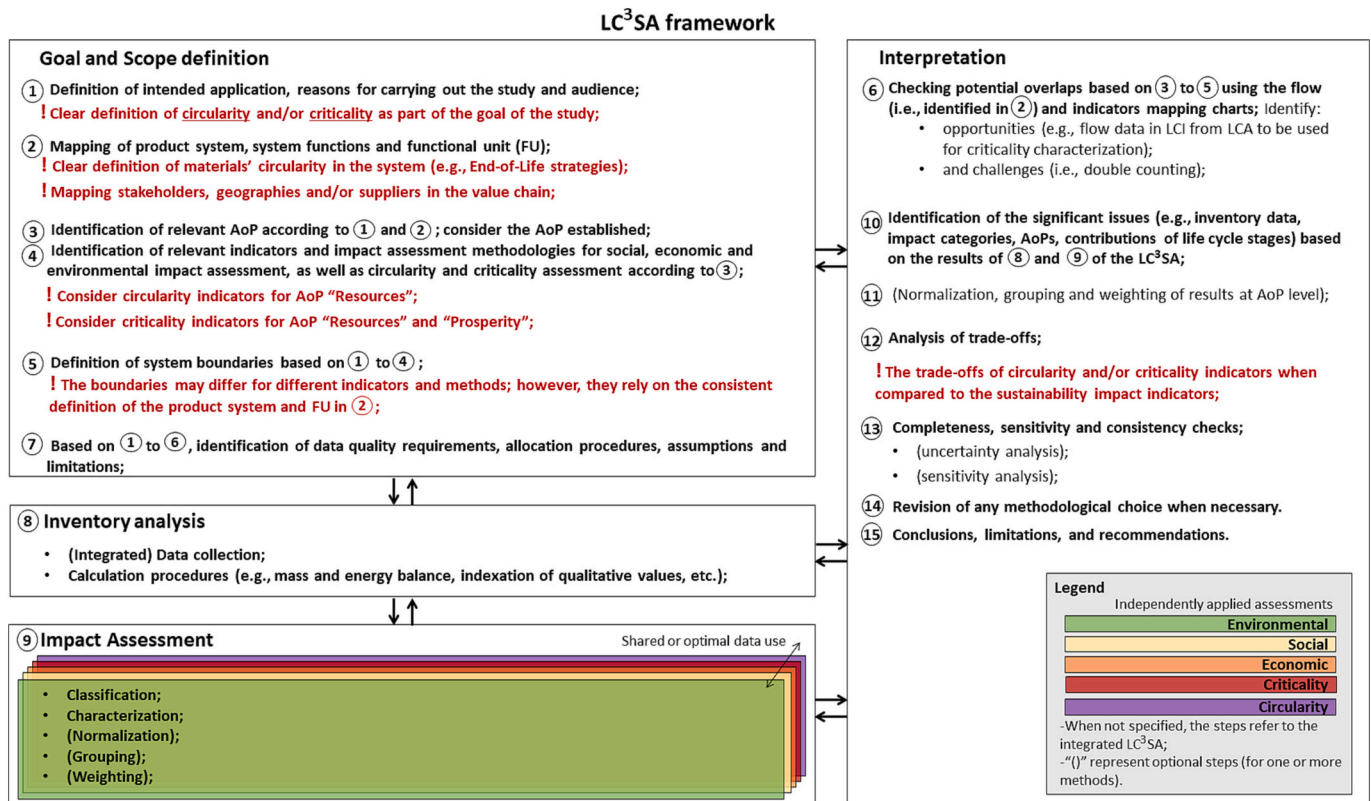 LC³SA framework
Goal and Scope definition
① Definition of intended application, reasons for carrying out the study and audience;
! Clear definition of circularity and/or criticality as part of the goal of the study;
② Mapping of product system, system functions and functional unit (FU);
! Clear definition of materials' circularity in the system (e.g., End-of-Life strategies);
! Mapping stakeholders, geographies and/or suppliers in the value chain;
③ Identification of relevant AoP according to ① and ②; consider the AoP established;
④ Identification of relevant indicators and impact assessment methodologies for social, economic and
environmental impact assessment, as well as circularity and criticality assessment according to ③;
! Consider circularity indicators for AoP "Resources";
! Consider criticality indicators for AoP "Resources" and "Prosperity";
⑤ Definition of system boundaries based on ① to ④;
! The boundaries may differ for different indicators and methods; however, they rely on the consistent
definition of the product system and FU in ②;
⑦ Based on ① to ⑥, identification of data quality requirements, allocation procedures, assumptions and
limitations;
⑧ Inventory analysis
• (Integrated) Data collection;
• Calculation procedures (e.g., mass and energy balance, indexation of qualitative values, etc.);
⑨ Impact Assessment
Shared or optimal data use
• Classification;
• Characterization;
• (Normalization);
• (Grouping);
• (Weighting);
Interpretation
⑥ Checking potential overlaps based on ③ to ⑤ using the flow
(i.e., identified in ②) and indicators mapping charts; Identify:
• opportunities (e.g., flow data in LCI from LCA to be used
for criticality characterization);
• and challenges (i.e., double counting);
⑩ Identification of the significant issues (e.g., inventory data,
impact categories, AoPs, contributions of life cycle stages) based
on the results of ⑧ and ⑨ of the LC³SA;
⑪ (Normalization, grouping and weighting of results at AoP level);
⑫ Analysis of trade-offs;
! The trade-offs of circularity and/or criticality indicators when
compared to the sustainability impact indicators;
⑬ Completeness, sensitivity and consistency checks;
• (uncertainty analysis);
• (sensitivity analysis);
⑭ Revision of any methodological choice when necessary.
⑮ Conclusions, limitations, and recommendations.
Legend
Independently applied assessments
Environmental
Social
Economic
Criticality
Circularity
-When not specified, the steps refer to the
integrated LC³SA;
-"()" represent optional steps (for one or more
methods).